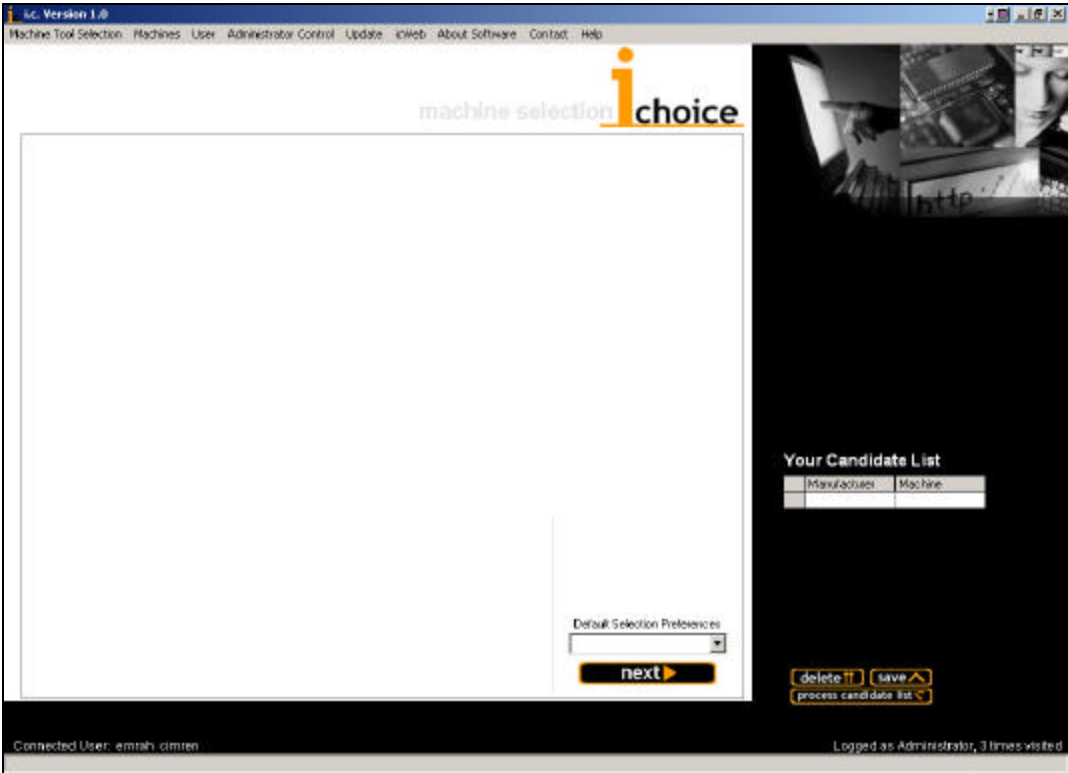 i.c. Version 1.0
Machine Tool Selection Machines User Administrator Control Update icWeb About Software Contact Help
machine selection ichoice
http
Your Candidate List
Manufacturer Machine
Default Selection Preferences
next
delete save
process candidate list
Connected User: emrah cimren
Logged as Administrator, 3 times visited